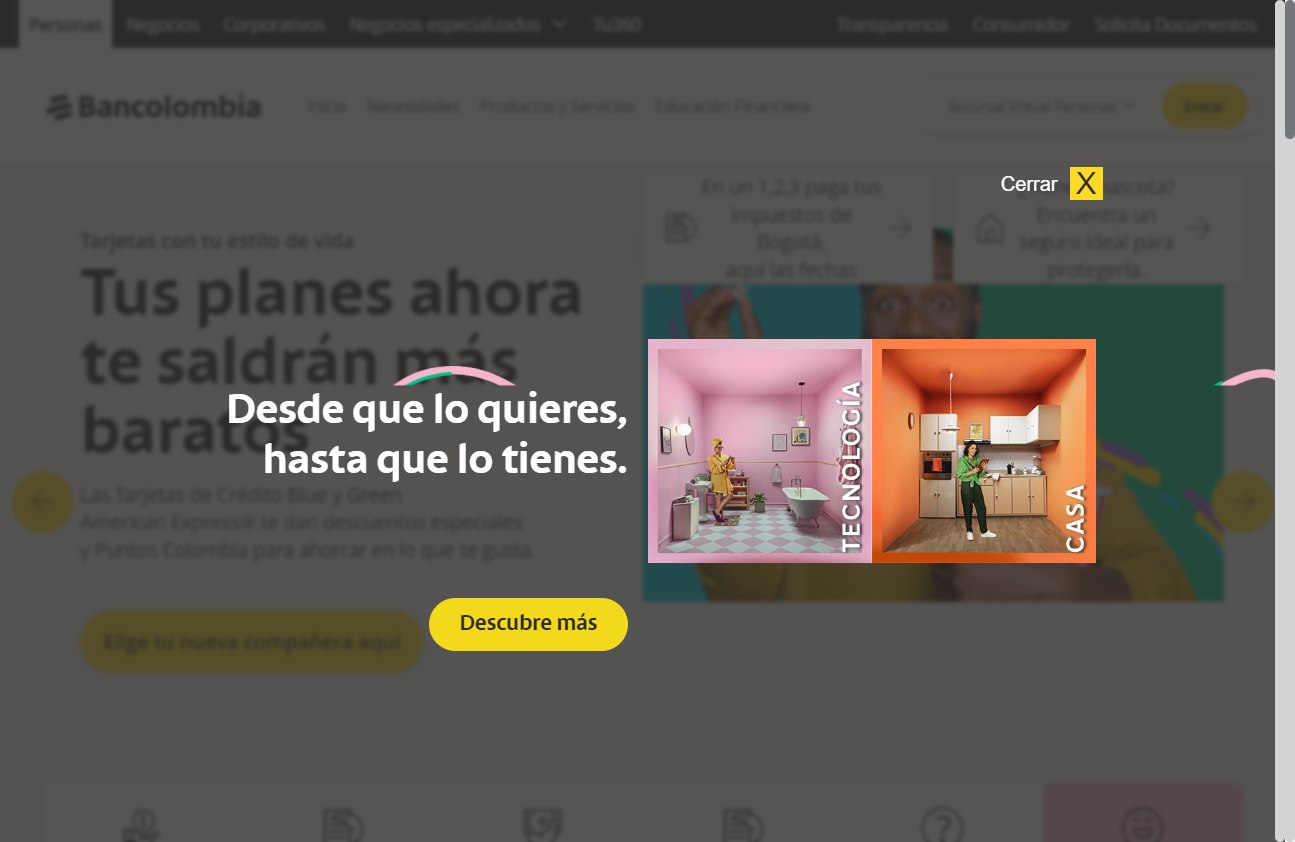 Personas Negocios Corporativos Negocios especializados Tu360 Transparencia Consumidor Solicita Documentos
Bancolombia Inicio Necesidades Productos y Servicios Educación Financiera Sucursal Virtual Personas Entrar
Cerrar X
En un 1,2,3 paga tus
impuestos de
Bogotá,
aquí las fechas
mascota?
Encuentra un
seguro ideal para
protegerla.
Tarjetas con tu estilo de vida
Tus planes ahora
te saldrán más
baratos
Desde que lo quieres,
hasta que lo tienes.
TECNOLOGÍA
CASA
Las Tarjetas de Crédito Blue y Green
American Express® te dan descuentos especiales
y Puntos Colombia para ahorrar en lo que te gusta.
Descubre más
Elige tu nueva compañera aquí